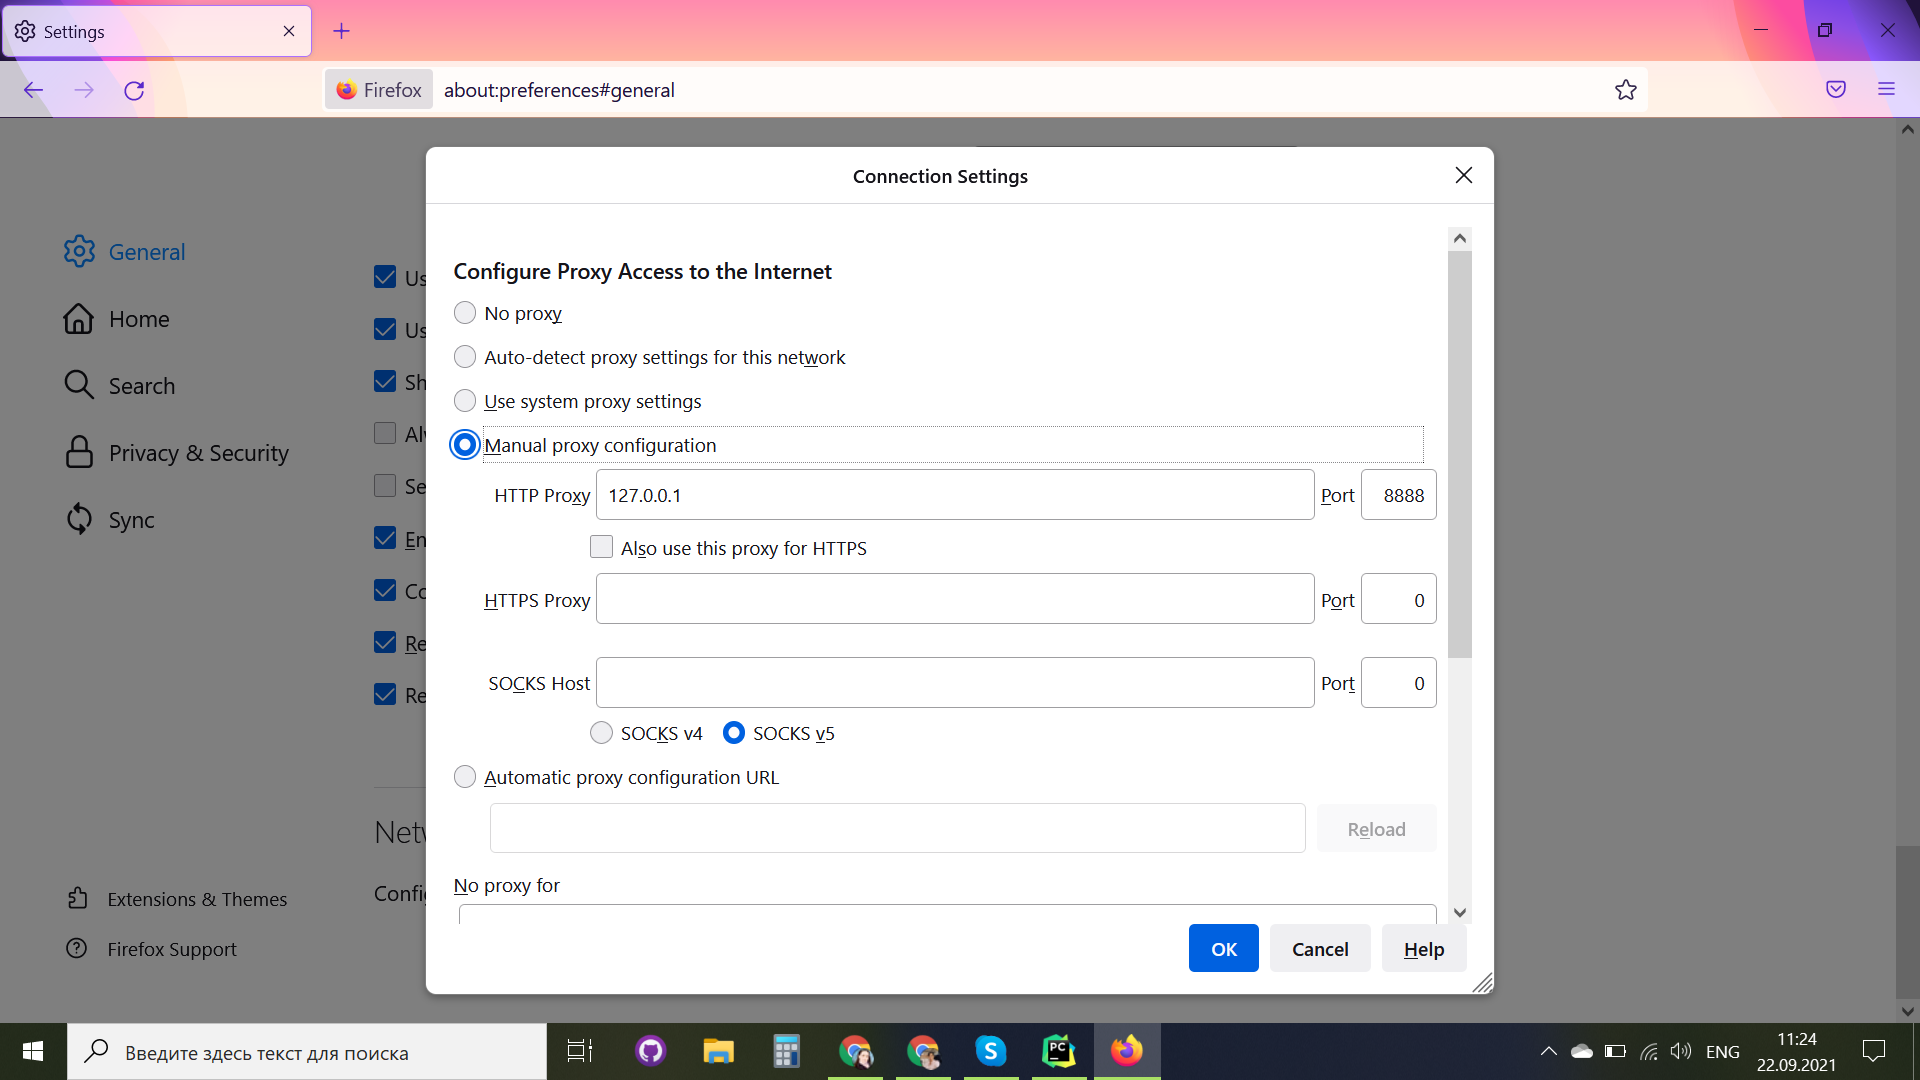 Settings
Firefox
about:preferences#general
Connection Settings
General
Home
Search
Privacy & Security
Sync
Extensions & Themes
Firefox Support
Us
Us
Sh
Al
Se
En
Co
Re
Re
Net
Confi
Configure Proxy Access to the Internet
No proxy
Auto-detect proxy settings for this network
Use system proxy settings
Manual proxy configuration
HTTP Proxy 127.0.0.1 Port 8888
Also use this proxy for HTTPS
HTTPS Proxy Port 0
SOCKS Host Port 0
SOCKS v4 SOCKS v5
Automatic proxy configuration URL
Reload
No proxy for
OK Cancel Help
Введите здесь текст для поиска
S
PC
ENG
11:24
22.09.2021